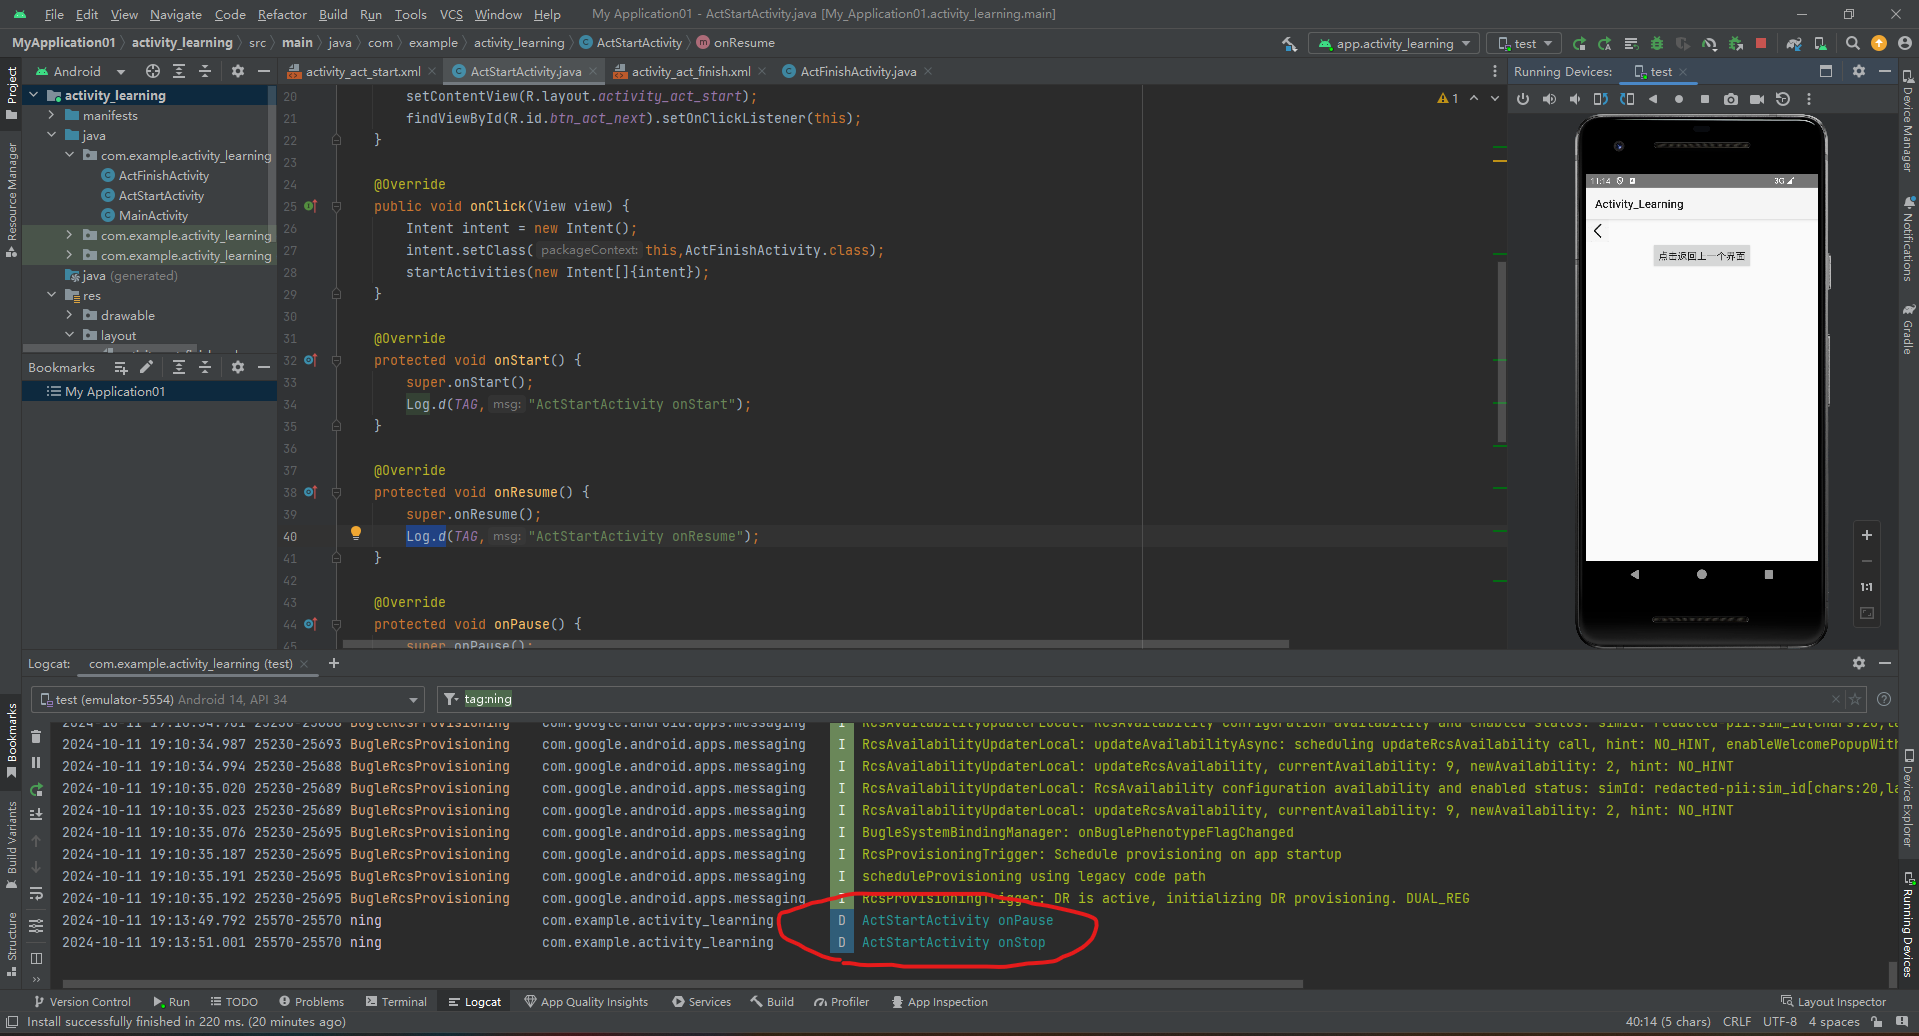 File Edit View Navigate Code Refactor Build Run Tools VCS Window Help My Application01 - ActStartActivity.java [My_Application01.activity_learning.main]
MyApplication01 activity_learning src main java com example activity_learning ActStartActivity onResume app.activity_learning test
Project
Resource Manager
Android
activity_learning
manifests
java
com.example.activity_learning
ActFinishActivity
ActStartActivity
MainActivity
com.example.activity_learning
com.example.activity_learning
java (generated)
res
drawable
layout
Bookmarks
My Application01
activity_act_start.xml ActStartActivity.java activity_act_finish.xml ActFinishActivity.java
1
20 setContentView(R.layout.activity_act_start);
21 findViewById(R.id.btn_act_next).setOnClickListener(this);
22 }
23
24 @Override
25 public void onClick(View view) {
26 Intent intent = new Intent();
27 intent.setClass( packageContext: this,ActFinishActivity.class);
28 startActivities(new Intent[]{intent});
29 }
30
31 @Override
32 protected void onStart() {
33 super.onStart();
34 Log.d(TAG, msg: "ActStartActivity onStart");
35 }
36
37 @Override
38 protected void onResume() {
39 super.onResume();
40 Log.d(TAG, msg: "ActStartActivity onResume");
41 }
42
43 @Override
44 protected void onPause() {
45 super.onPause();
Running Devices: test
11:14 3G
Activity_Learning
点击返回上一个界面
1:1
Device Manager
Notifications
Gradle
Device Explorer
Running Devices
Logcat: com.example.activity_learning (test)
test (emulator-5554) Android 14, API 34 tag:ning
2024-10-11 19:10:34.987 25230-25693 BugleRcsProvisioning com.google.android.apps.messaging I RcsAvailabilityUpdaterLocal: updateAvailabilityAsync: scheduling updateRcsAvailability call, hint: NO_HINT, enableWelcomePopupWith
2024-10-11 19:10:34.994 25230-25688 BugleRcsProvisioning com.google.android.apps.messaging I RcsAvailabilityUpdaterLocal: updateRcsAvailability, currentAvailability: 9, newAvailability: 2, hint: NO_HINT
2024-10-11 19:10:35.020 25230-25689 BugleRcsProvisioning com.google.android.apps.messaging I RcsAvailabilityUpdaterLocal: RcsAvailability configuration availability and enabled status: simId: redacted-pii:sim_id[chars:20,la
2024-10-11 19:10:35.023 25230-25689 BugleRcsProvisioning com.google.android.apps.messaging I RcsAvailabilityUpdaterLocal: updateRcsAvailability, currentAvailability: 9, newAvailability: 2, hint: NO_HINT
2024-10-11 19:10:35.076 25230-25695 BugleRcsProvisioning com.google.android.apps.messaging I BugleSystemBindingManager: onBuglePhenotypeFlagChanged
2024-10-11 19:10:35.187 25230-25695 BugleRcsProvisioning com.google.android.apps.messaging I RcsProvisioningTrigger: Schedule provisioning on app startup
2024-10-11 19:10:35.191 25230-25695 BugleRcsProvisioning com.google.android.apps.messaging I scheduleProvisioning using legacy code path
2024-10-11 19:10:35.192 25230-25695 BugleRcsProvisioning com.google.android.apps.messaging I RcsProvisioningTrigger: DR is active, initializing DR provisioning. DUAL_REG
2024-10-11 19:13:49.792 25570-25570 ning com.example.activity_learning D ActStartActivity onPause
2024-10-11 19:13:51.001 25570-25570 ning com.example.activity_learning D ActStartActivity onStop
Bookmarks
Build Variants
Structure
Version Control Run TODO Problems Terminal Logcat App Quality Insights Services Build Profiler App Inspection Layout Inspector
Install successfully finished in 220 ms. (20 minutes ago) 40:14 (5 chars) CRLF UTF-8 4 spaces